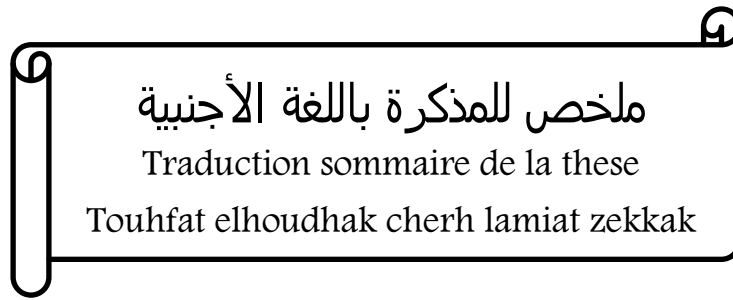 ملخص للمذكرة باللغة الأجنبية
Traduction sommaire de la these
Touhfat elhoudhak cherh lamiat zekkak